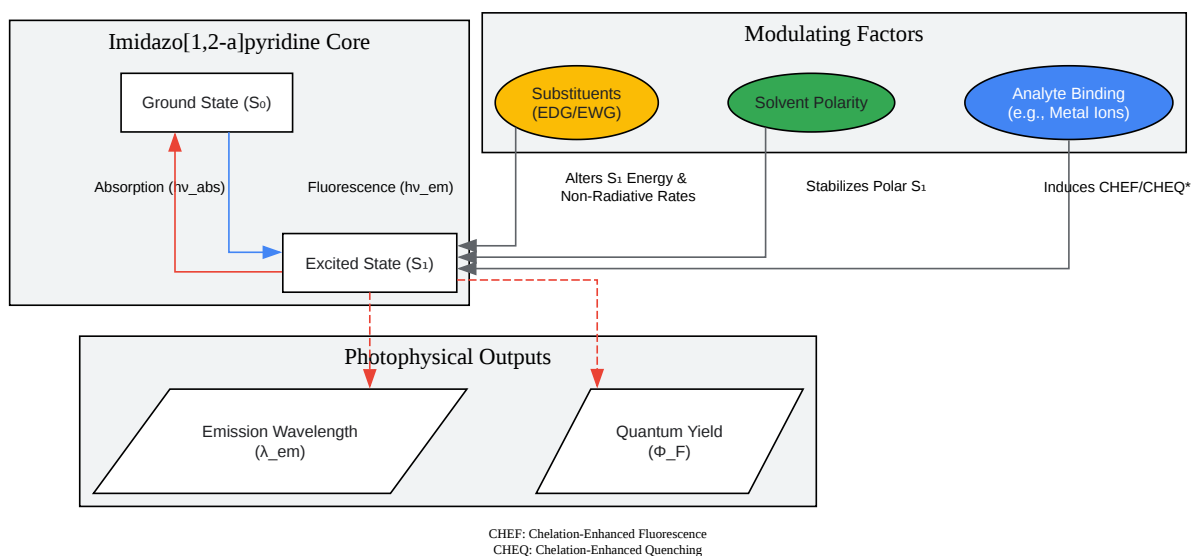 Imidazo[1,2-a]pyridine Core
Ground State (S₀)
Absorption (hν_abs)
Fluorescence (hν_em)
Excited State (S₁)
Modulating Factors
Substituents
(EDG/EWG)
Solvent Polarity
Analyte Binding
(e.g., Metal Ions)
Alters S₁ Energy &
Non-Radiative Rates
Stabilizes Polar S₁
Induces CHEF/CHEQ*
Photophysical Outputs
Emission Wavelength
(λ_em)
Quantum Yield
(Φ_F)
CHEF: Chelation-Enhanced Fluorescence
CHEQ: Chelation-Enhanced Quenching